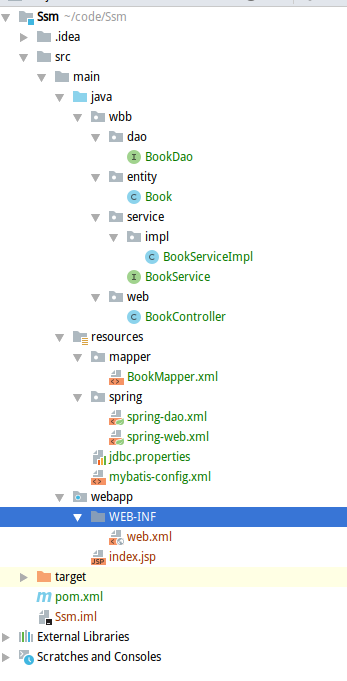 Ssm ~/code/Ssm
.idea
src
main
java
wbb
dao
BookDao
entity
Book
service
impl
BookServiceImpl
BookService
web
BookController
resources
mapper
BookMapper.xml
spring
spring-dao.xml
spring-web.xml
jdbc.properties
mybatis-config.xml
webapp
WEB-INF
web.xml
index.jsp
target
pom.xml
Ssm.iml
External Libraries
Scratches and Consoles